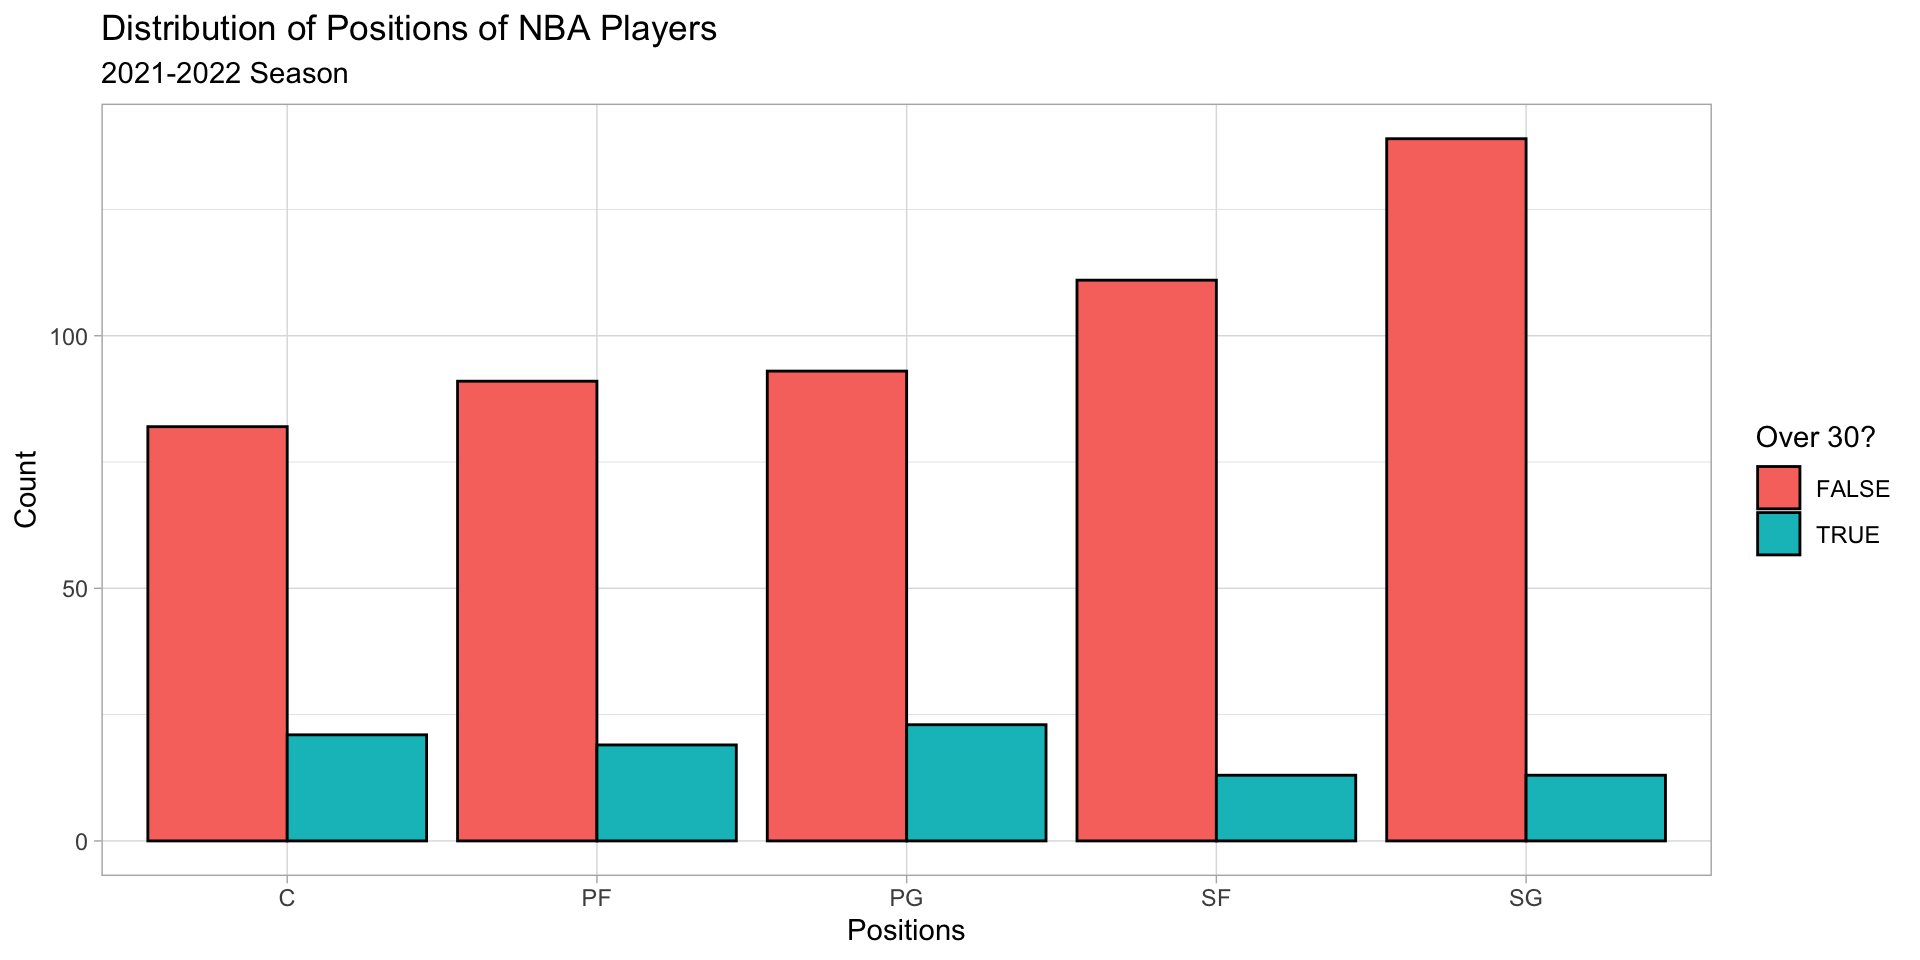 Distribution of Positions of NBA Players
2021-2022 Season
100
50
0
Count
C PF PG SF SG
Positions
Over 30?
FALSE
TRUE